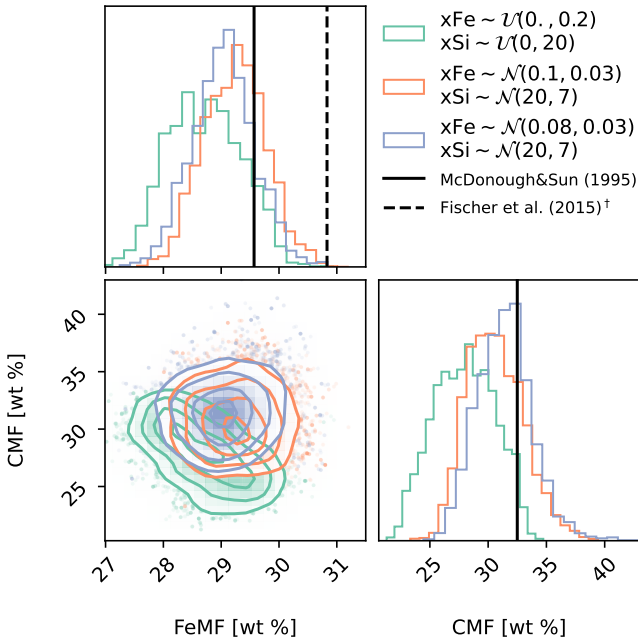 xFe ~ 𝒰(0., 0.2)
xSi ~ 𝒰(0, 20)
xFe ~ 𝒩(0.1, 0.03)
xSi ~ 𝒩(20, 7)
xFe ~ 𝒩(0.08, 0.03)
xSi ~ 𝒩(20, 7)
McDonough&Sun (1995)
Fischer et al. (2015)†
40
35
30
25
CMF [wt %]
27
28
29
30
31
FeMF [wt %]
25
30
35
40
CMF [wt %]